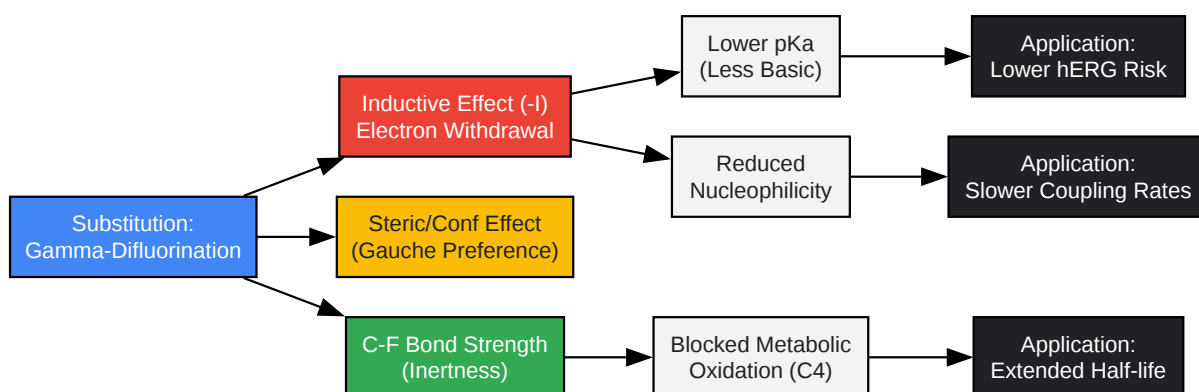 Substitution:
Gamma-Difluorination
Inductive Effect (-I)
Electron Withdrawal
Steric/Conf Effect
(Gauche Preference)
C-F Bond Strength
(Inertness)
Lower pKa
(Less Basic)
Reduced
Nucleophilicity
Blocked Metabolic
Oxidation (C4)
Application:
Lower hERG Risk
Application:
Slower Coupling Rates
Application:
Extended Half-life